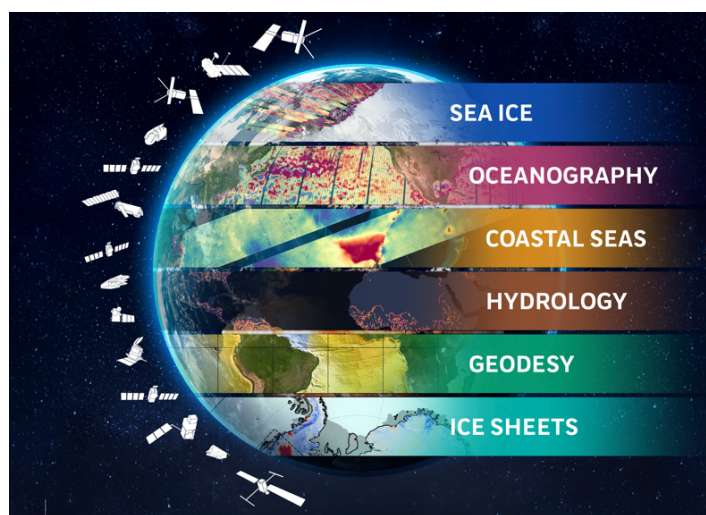 SEA ICE
OCEANOGRAPHY
COASTAL SEAS
HYDROLOGY
GEODESY
ICE SHEETS